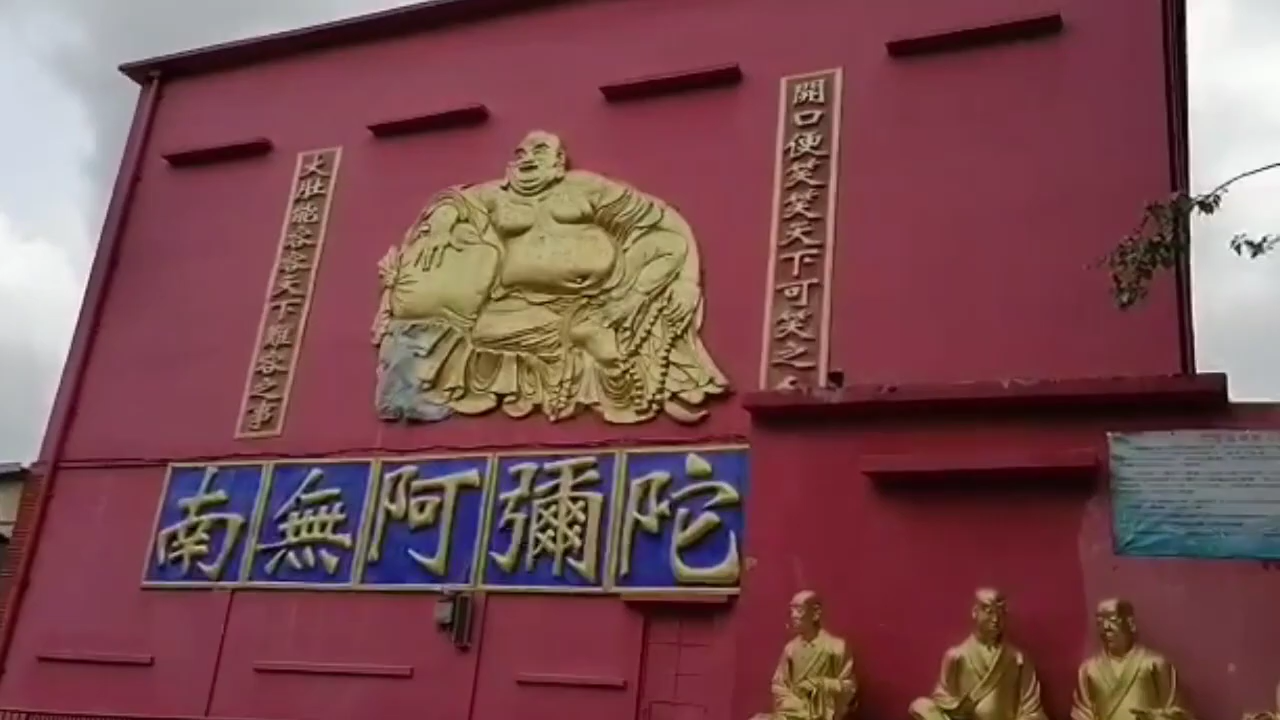 開口便笑笑天下可笑之
大肚能容容天下難容之事
南無阿彌陀